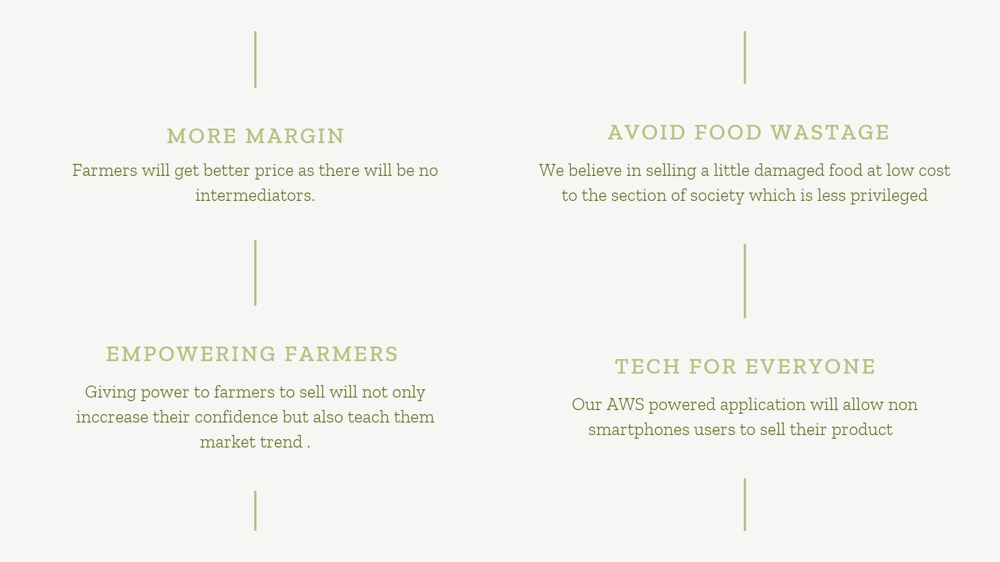 MORE MARGIN
Farmers will get better price as there will be no
intermediators.
EMPOWERING FARMERS
Giving power to farmers to sell will not only
inccrease their confidence but also teach them
market trend .
AVOID FOOD WASTAGE
We believe in selling a little damaged food at low cost
to the section of society which is less privileged
TECH FOR EVERYONE
Our AWS powered application will allow non
smartphones users to sell their product